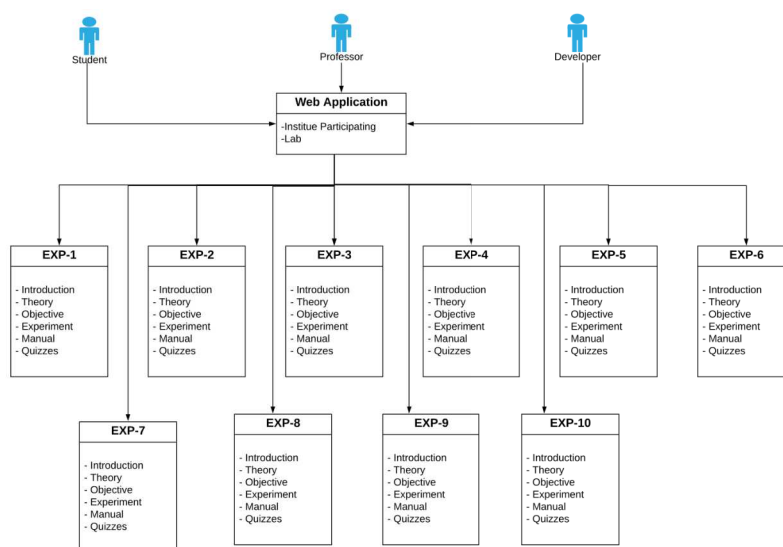 Student
Professor
Developer
Web Application
-Institue Participating
-Lab
EXP-1
- Introduction
- Theory
- Objective
- Experiment
- Manual
- Quizzes
EXP-2
- Introduction
- Theory
- Objective
- Experiment
- Manual
- Quizzes
EXP-3
- Introduction
- Theory
- Objective
- Experiment
- Manual
- Quizzes
EXP-4
- Introduction
- Theory
- Objective
- Experiment
- Manual
- Quizzes
EXP-5
- Introduction
- Theory
- Objective
- Experiment
- Manual
- Quizzes
EXP-6
- Introduction
- Theory
- Objective
- Experiment
- Manual
- Quizzes
EXP-7
- Introduction
- Theory
- Objective
- Experiment
- Manual
- Quizzes
EXP-8
- Introduction
- Theory
- Objective
- Experiment
- Manual
- Quizzes
EXP-9
- Introduction
- Theory
- Objective
- Experiment
- Manual
- Quizzes
EXP-10
- Introduction
- Theory
- Objective
- Experiment
- Manual
- Quizzes